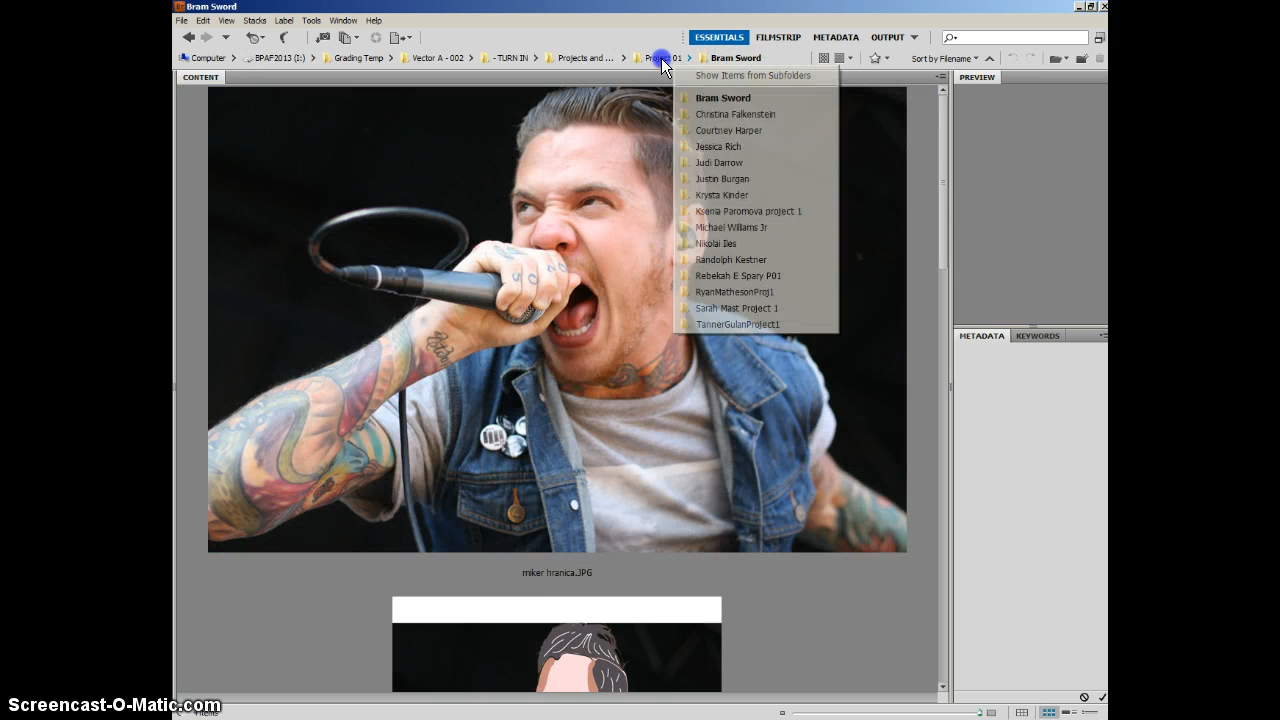 Br Bram Sword
File Edit View Stacks Label Tools Window Help
ESSENTIALS FILMSTRIP METADATA OUTPUT
Computer BPAF2013 (I:) Grading Temp Vector A - 002 - TURN IN Projects and ... Project 01 Bram Sword Sort by Filename
CONTENT PREVIEW
Show Items from Subfolders
Bram Sword
Christina Falkenstein
Courtney Harper
Jessica Rich
Judi Darrow
Justin Burgan
Krysta Kinder
Ksenia Paromova project 1
Michael Williams Jr
Nikolai Iles
Randolph Kestner
Rebekah E Spary P01
RyanMathesonProj1
Sarah Mast Project 1
TannerGulanProject1
METADATA KEYWORDS
miker hranica.JPG
Screencast-O-Matic.com